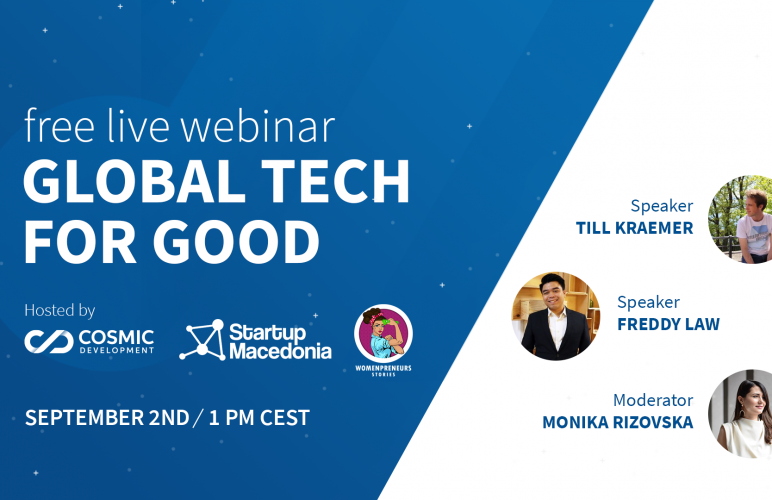 free live webinar
GLOBAL TECH
FOR GOOD
Hosted by
COSMIC
DEVELOPMENT
Startup
Macedonia
WOMENPRENEURS
STORIES
SEPTEMBER 2ND / 1 PM CEST
Speaker
TILL KRAEMER
Speaker
FREDDY LAW
Moderator
MONIKA RIZOVSKA